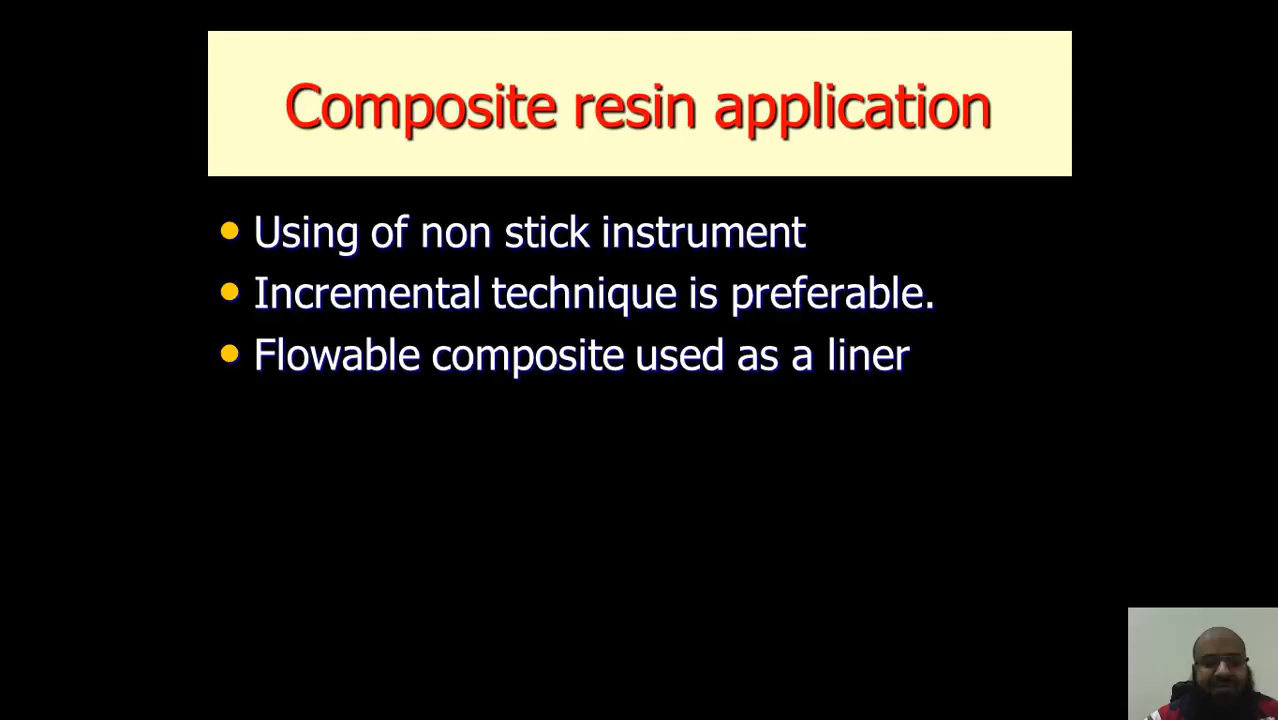 Composite resin application
Using of non stick instrument
Incremental technique is preferable.
Flowable composite used as a liner